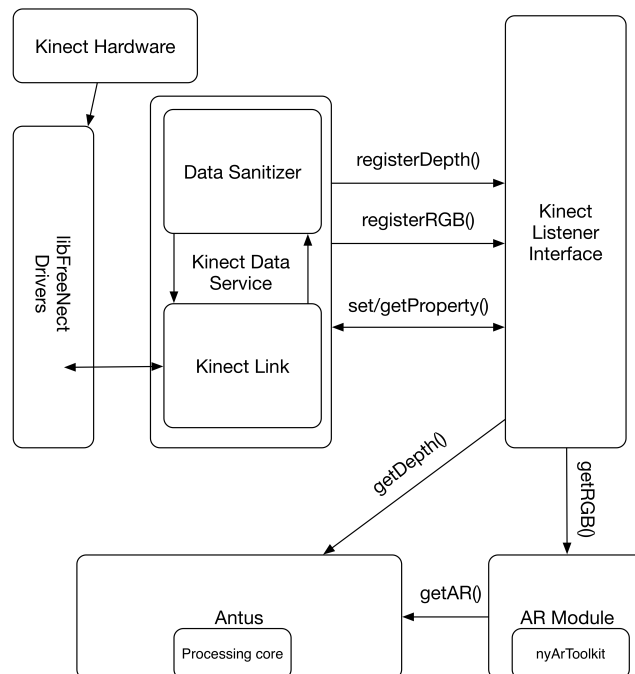 Kinect Hardware
libFreeNect
Drivers
Data Sanitizer
Kinect Data
Service
Kinect Link
registerDepth()
registerRGB()
set/getProperty()
Kinect
Listener
Interface
getDepth()
getRGB()
Antus
Processing core
getAR()
AR Module
nyArToolkit